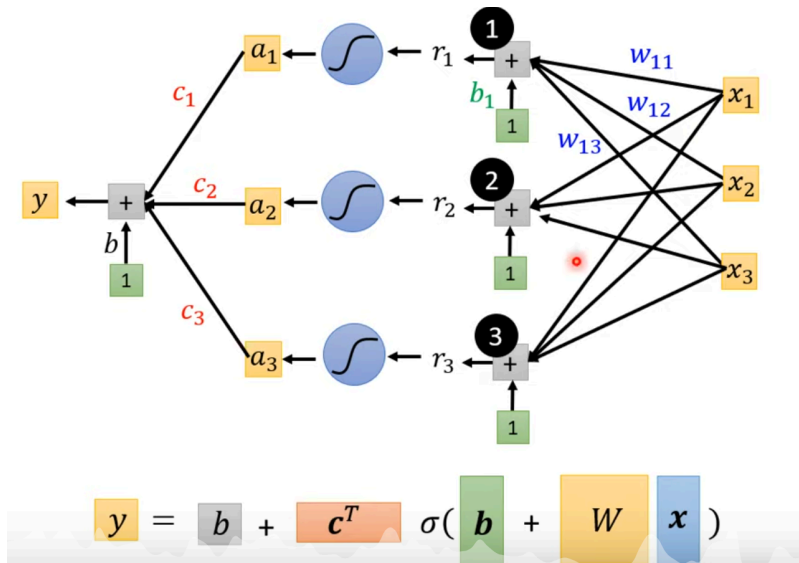 1
a₁ r₁ + w₁₁
c₁ b₁ x₁
1 w₁₂
w₁₃
2 x₂
y + c₂ a₂ r₂ +
b
1 1 x₃
c₃
3
a₃ r₃ +
1
y = b + cᵀ σ( b + W x )